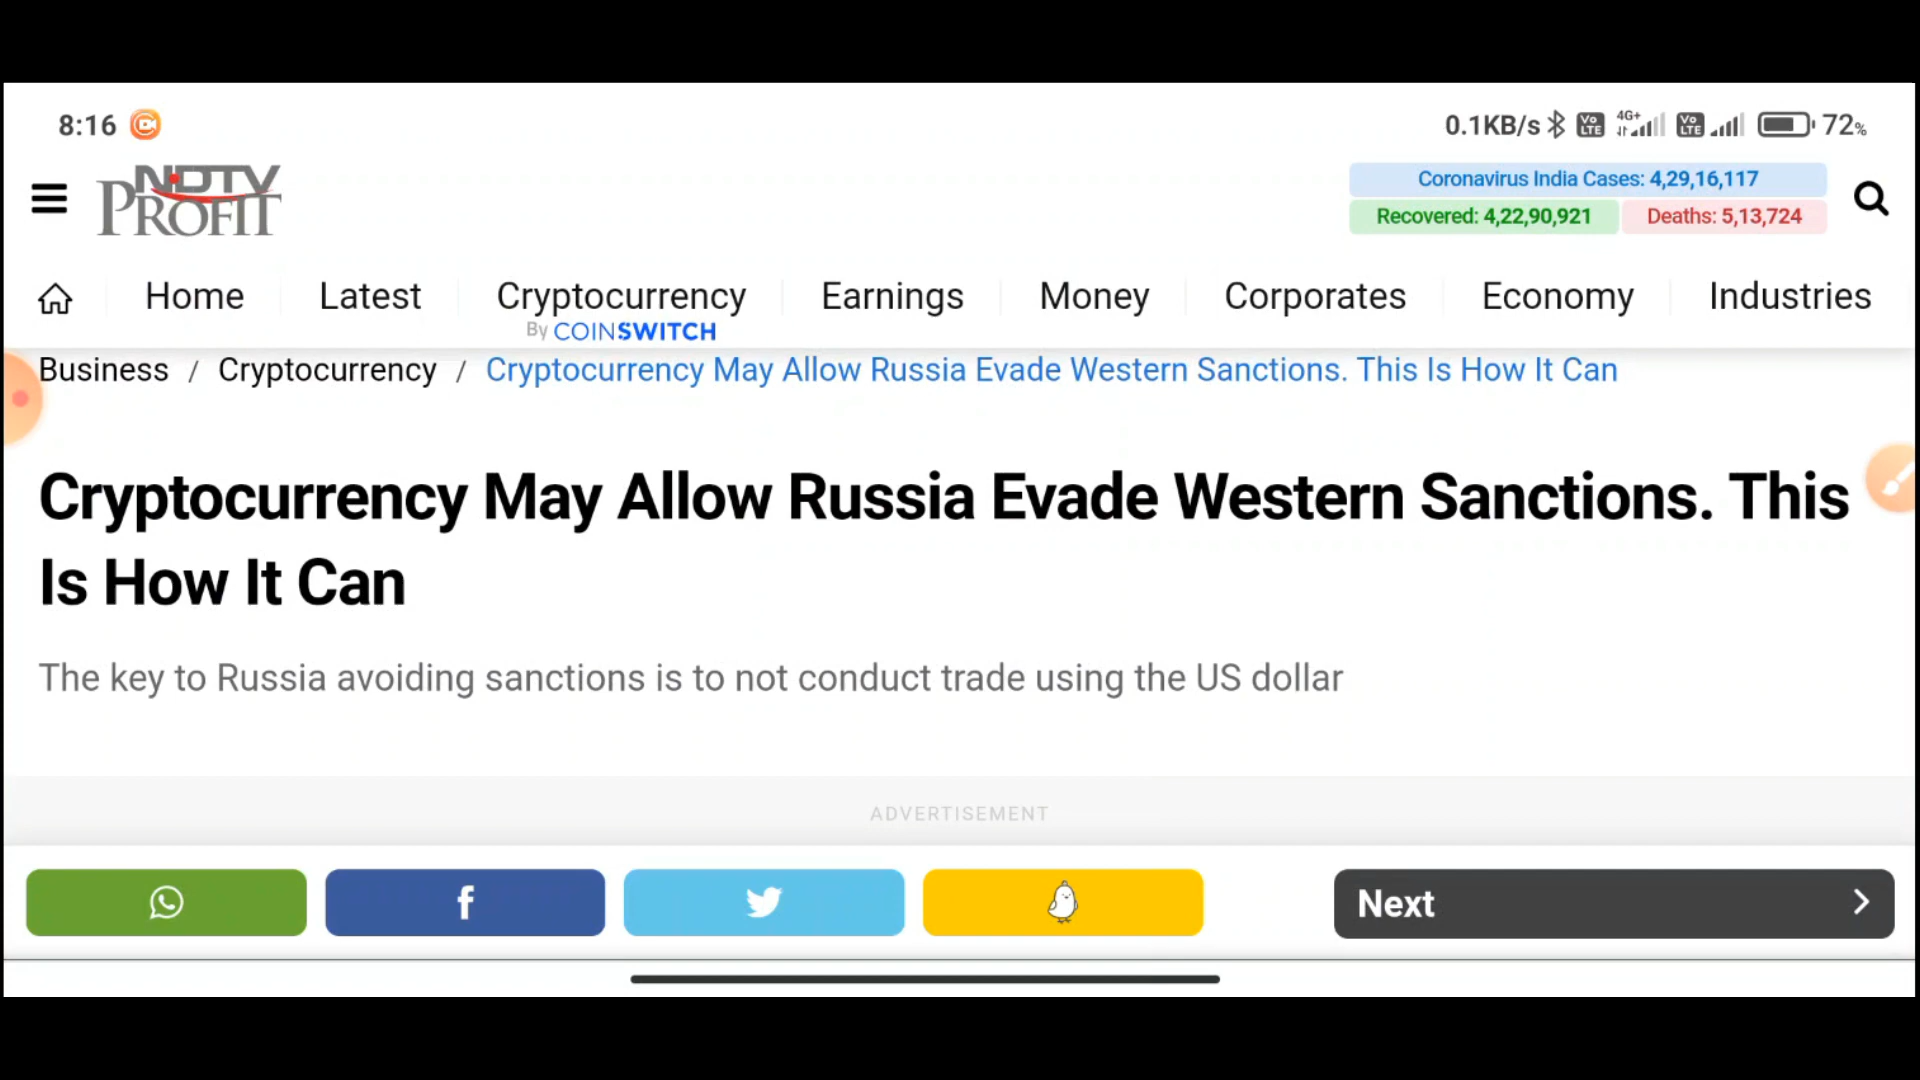 8:16
0.1KB/s Vo LTE 4G+ Vo LTE 72%
NDTV
PROFIT
Coronavirus India Cases: 4,29,16,117
Recovered: 4,22,90,921 Deaths: 5,13,724
Home Latest Cryptocurrency Earnings Money Corporates Economy Industries
By COINSWITCH
Business / Cryptocurrency / Cryptocurrency May Allow Russia Evade Western Sanctions. This Is How It Can
Cryptocurrency May Allow Russia Evade Western Sanctions. This
Is How It Can
The key to Russia avoiding sanctions is to not conduct trade using the US dollar
ADVERTISEMENT
f Next